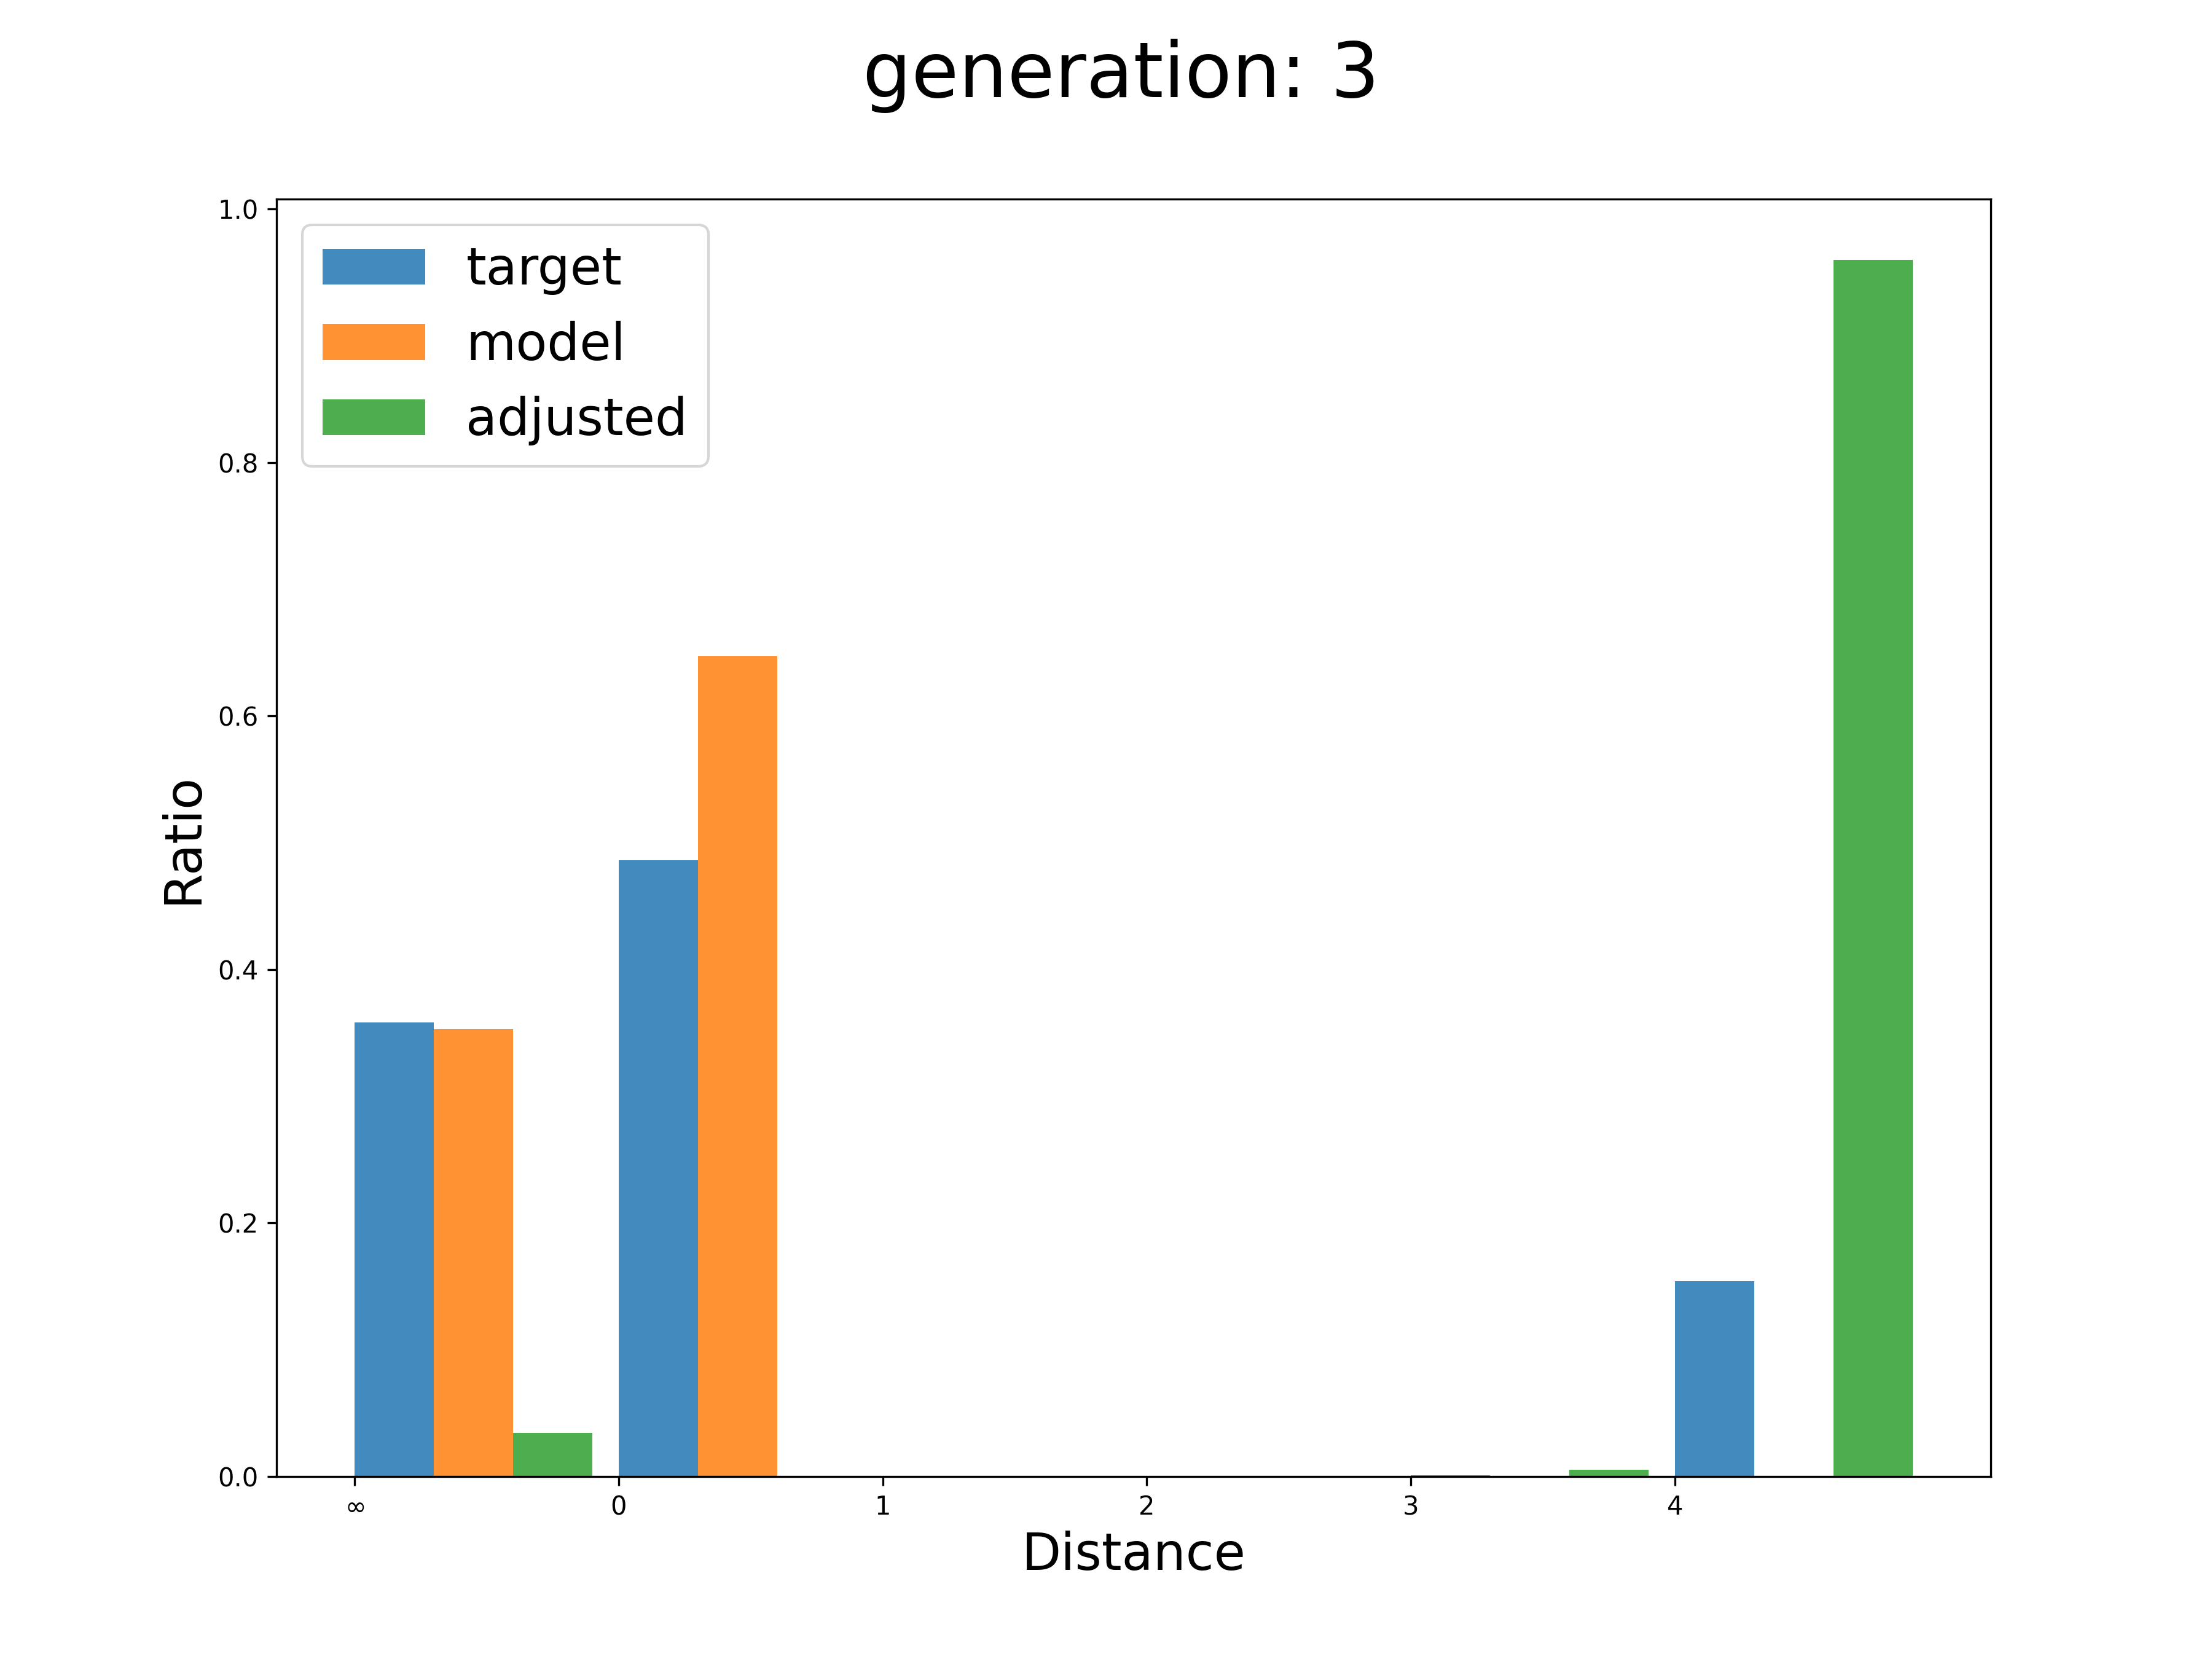 generation: 3
1.0
0.8
0.6
0.4
0.2
0.0
Ratio
target
model
adjusted
∞ 0 1 2 3 4
Distance